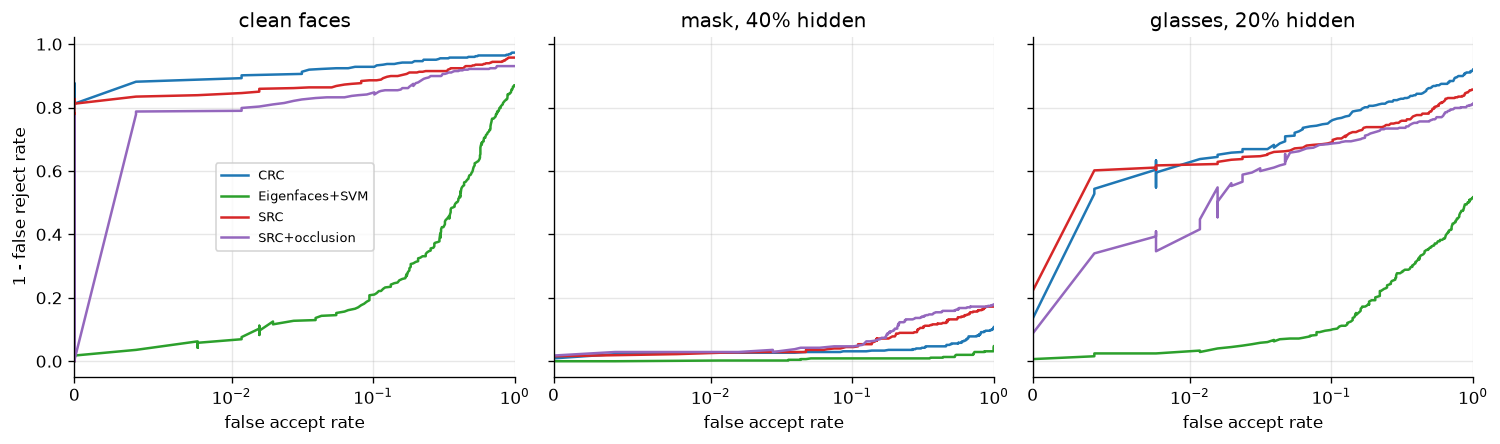 clean faces
mask, 40% hidden
glasses, 20% hidden
1 - false reject rate
1.0
0.8
0.6
0.4
0.2
0.0
CRC
Eigenfaces+SVM
SRC
SRC+occlusion
0 10⁻² 10⁻¹ 10⁰
0 10⁻² 10⁻¹ 10⁰
0 10⁻² 10⁻¹ 10⁰
false accept rate
false accept rate
false accept rate